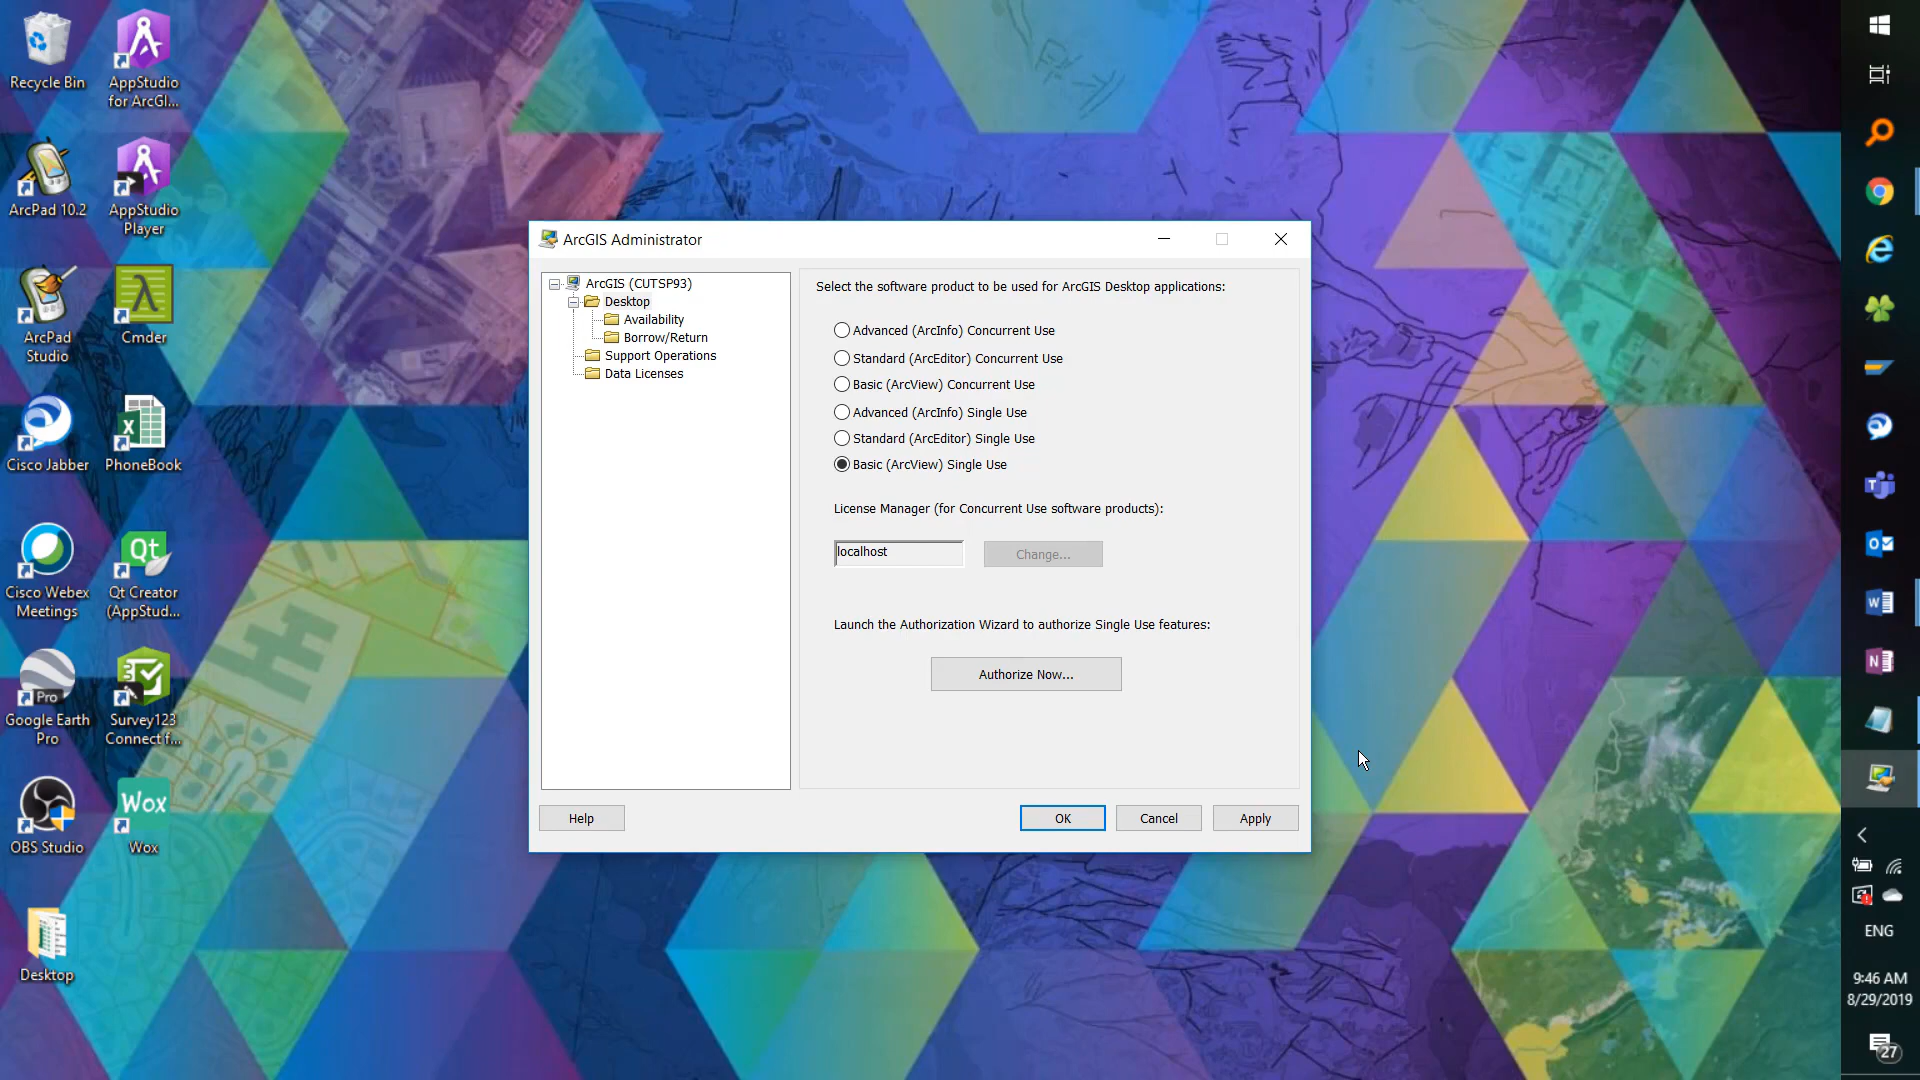 Recycle Bin
AppStudio
for ArcGI...
ArcPad 10.2
AppStudio
Player
ArcPad
Studio
Cmder
Cisco Jabber
PhoneBook
Cisco Webex
Meetings
Qt
Qt Creator
(AppStud...
Pro
Google Earth
Pro
Survey123
Connect f...
OBS Studio
Wox
Wox
Desktop
ArcGIS Administrator
ArcGIS (CUTSP93)
Desktop
Availability
Borrow/Return
Support Operations
Data Licenses
Select the software product to be used for ArcGIS Desktop applications:
Advanced (ArcInfo) Concurrent Use
Standard (ArcEditor) Concurrent Use
Basic (ArcView) Concurrent Use
Advanced (ArcInfo) Single Use
Standard (ArcEditor) Single Use
Basic (ArcView) Single Use
License Manager (for Concurrent Use software products):
localhost
Change...
Launch the Authorization Wizard to authorize Single Use features:
Authorize Now...
Help
OK
Cancel
Apply
ENG
9:46 AM
8/29/2019
27